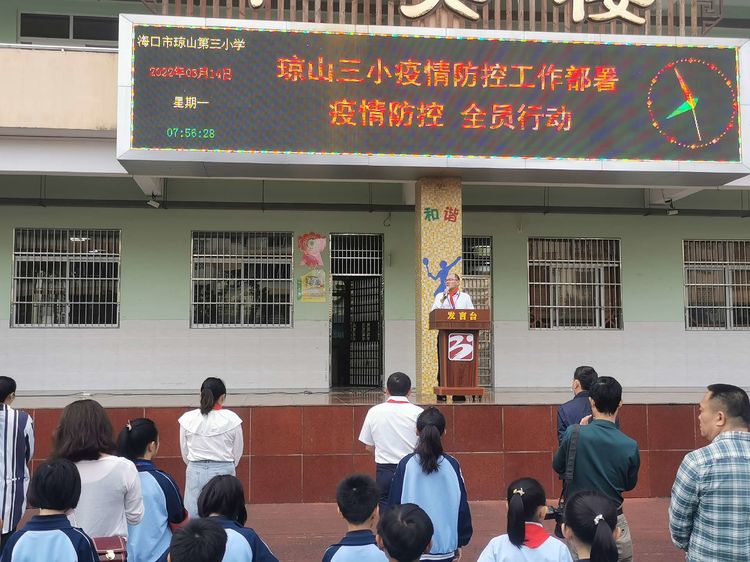 海口市琼山第三小学
2022年03月14日
星期一
07:56:28
琼山三小疫情防控工作部署
疫情防控 全员行动
和谐
发言台